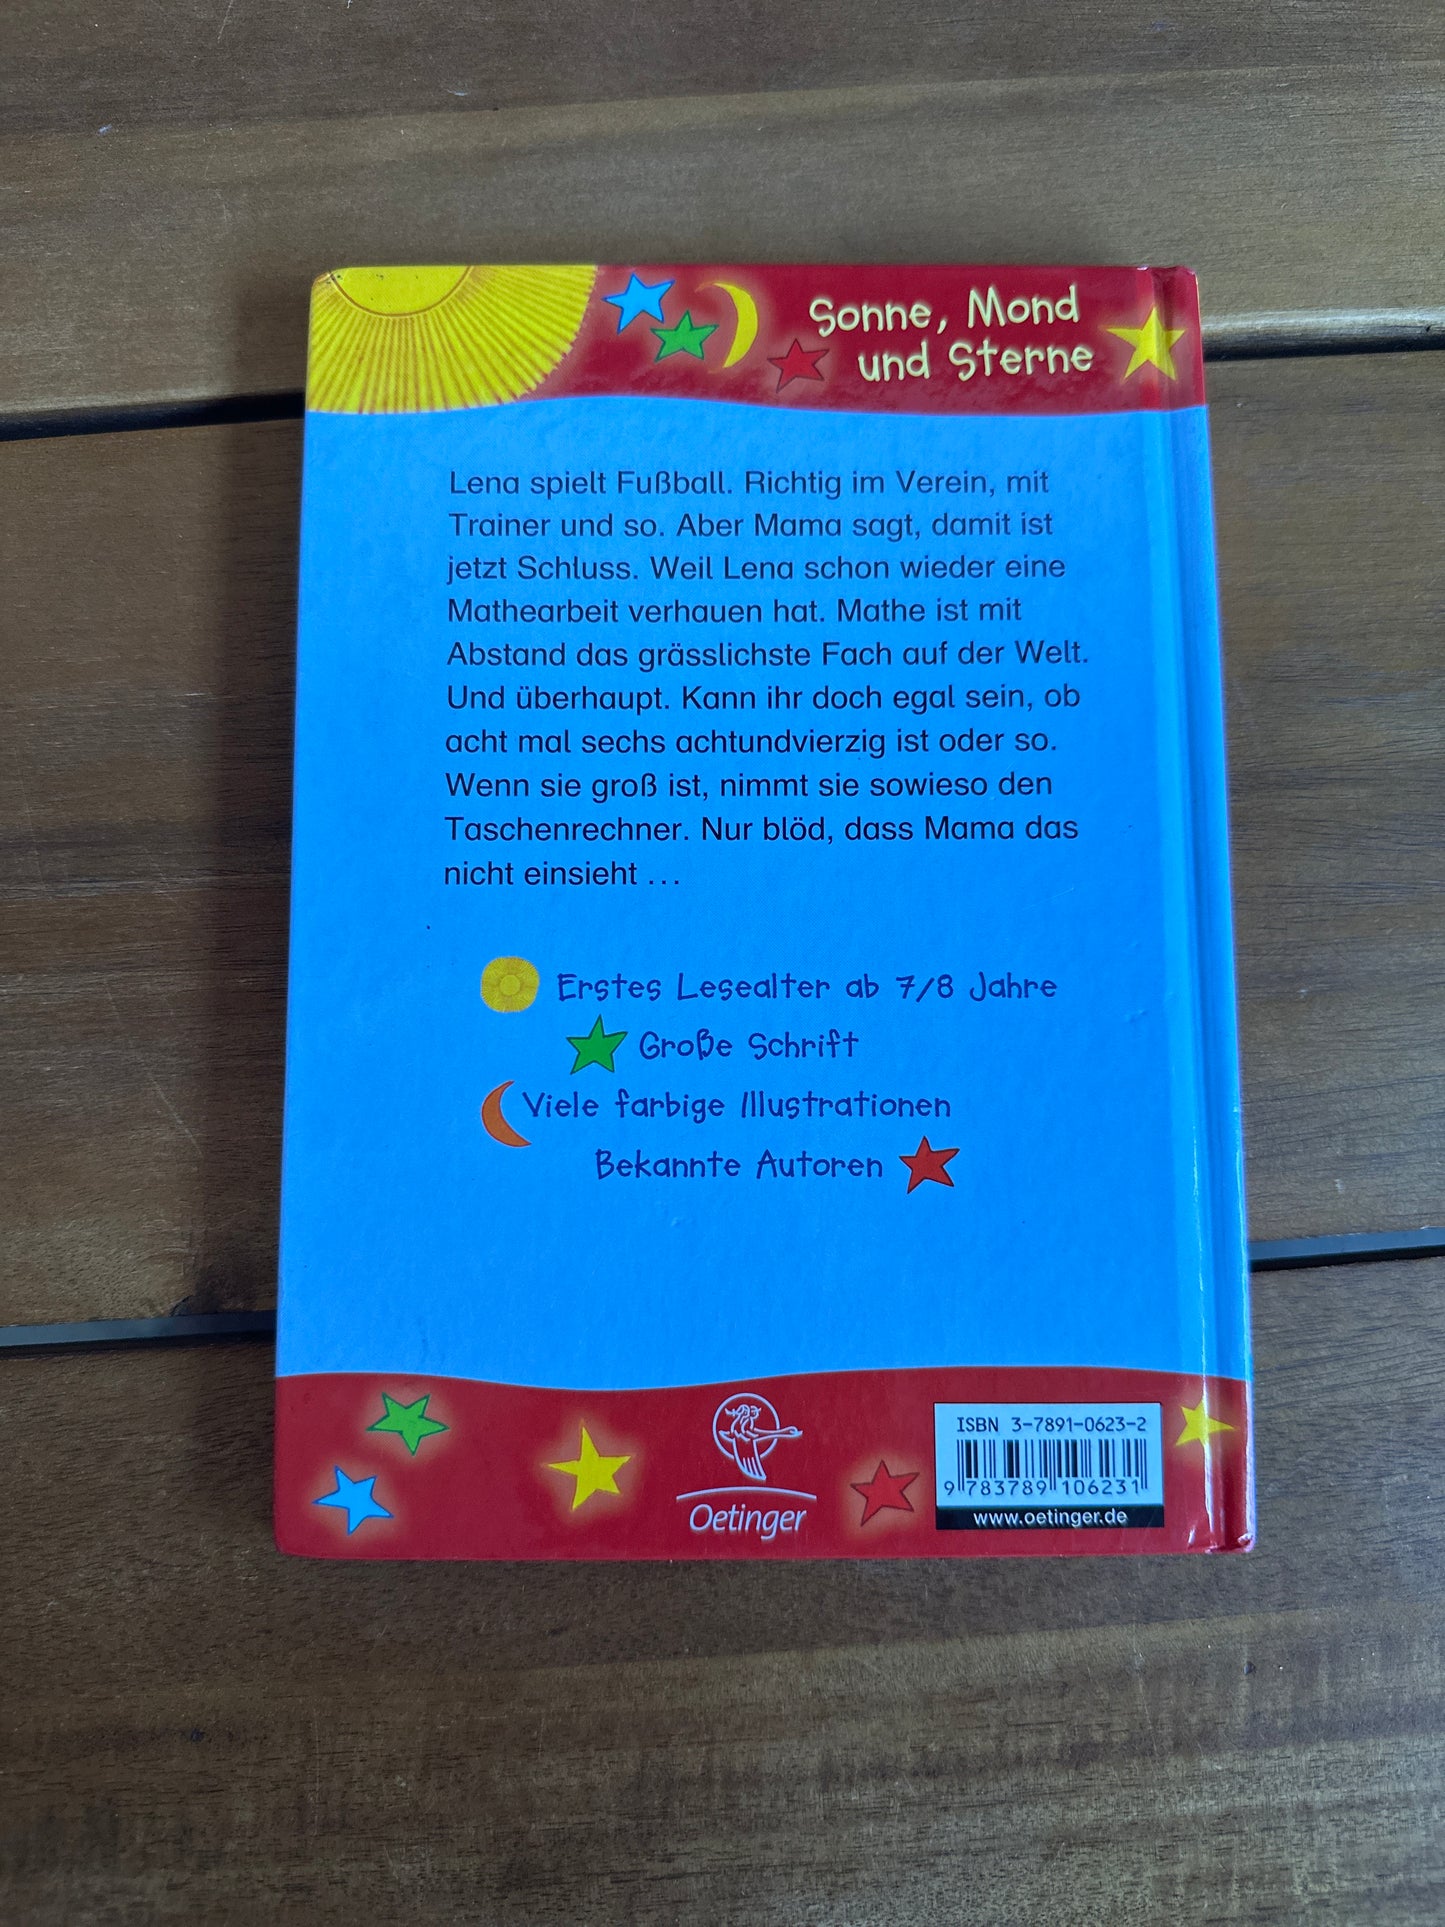 Sonne, Mond
und Sterne
Lena spielt Fußball. Richtig im Verein, mit
Trainer und so. Aber Mama sagt, damit ist
jetzt Schluss. Weil Lena schon wieder eine
Mathearbeit verhauen hat. Mathe ist mit
Abstand das grässlichste Fach auf der Welt.
Und überhaupt. Kann ihr doch egal sein, ob
acht mal sechs achtundvierzig ist oder so.
Wenn sie groß ist, nimmt sie sowieso den
Taschenrechner. Nur blöd, dass Mama das
nicht einsieht ...
Erstes Lesealter ab 7/8 Jahre
Große Schrift
Viele farbige Illustrationen
Bekannte Autoren
Oetinger
ISBN 3-7891-0623-2
9 783789 106231
www.oetinger.de